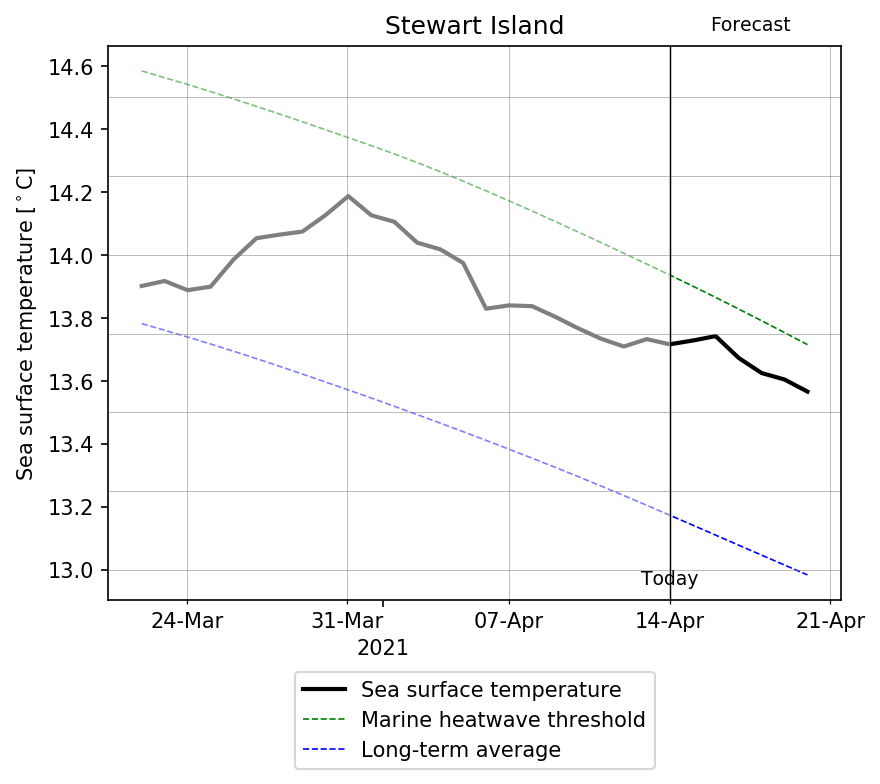 Stewart Island
Forecast
Sea surface temperature [°C]
14.6
14.4
14.2
14.0
13.8
13.6
13.4
13.2
13.0
Today
24-Mar
31-Mar
07-Apr
14-Apr
21-Apr
2021
Sea surface temperature
Marine heatwave threshold
Long-term average